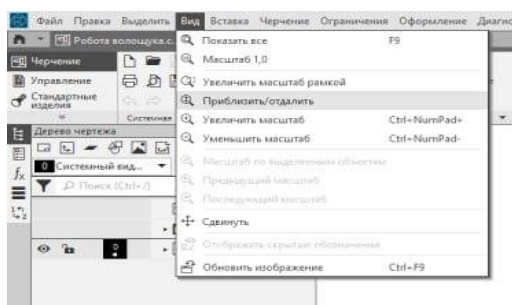 Файл Правка Выделить Вид Вставка Черчение Ограничения Оформление Диагно
Робота волощука.c
Черчение
Управление
Стандартные изделия
Системная
Дерево чертежа
0 Системный вид...
Поиск (Ctrl+/)
0
Показать все F9
Масштаб 1,0
Увеличить масштаб рамкой
Приблизить/отдалить
Увеличить масштаб Ctrl+NumPad+
Уменьшить масштаб Ctrl+NumPad-
Масштаб по выделенным объектам
Предыдущий масштаб
Последующий масштаб
Сдвинуть
Отображать скрытые обозначения
Обновить изображение Ctrl+F9